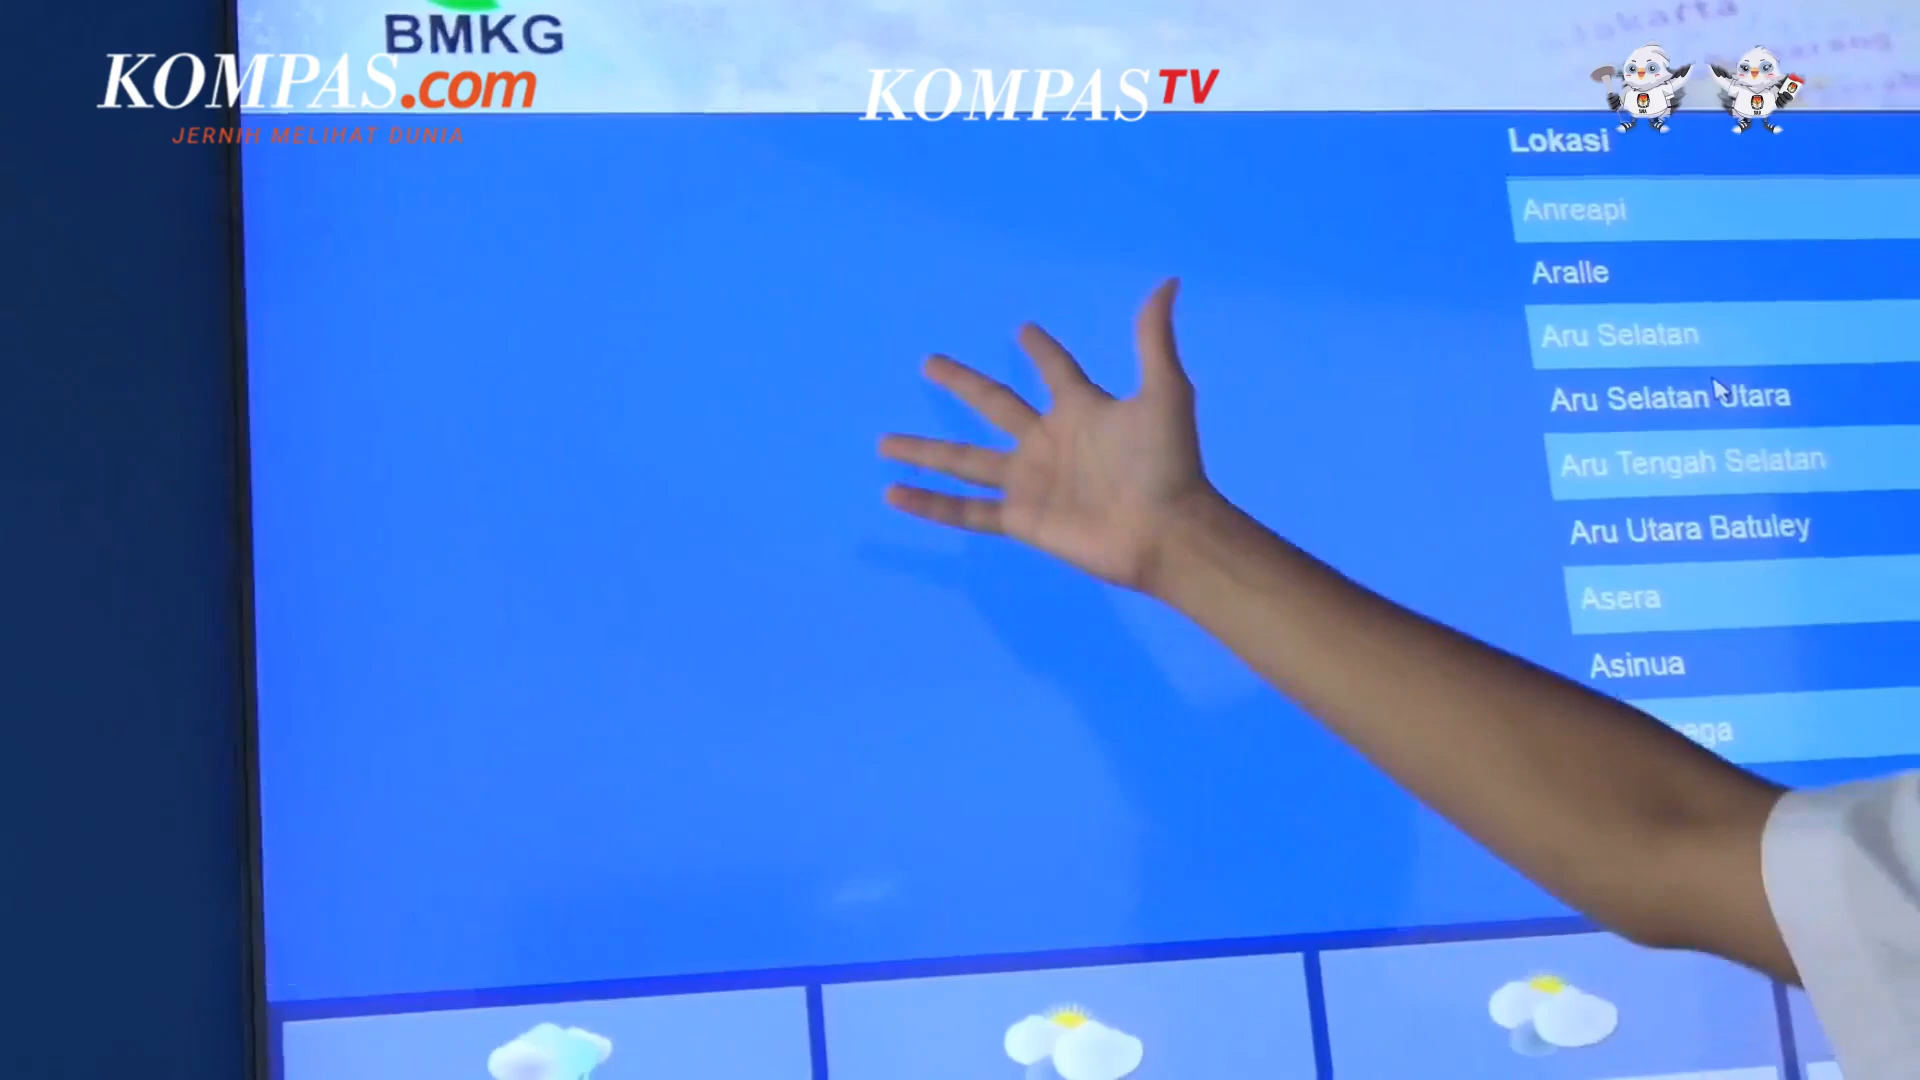 BMKG
KOMPAS.com
JERNIH MELIHAT DUNIA
KOMPAS TV
Lokasi
Anreapi
Aralle
Aru Selatan
Aru Selatan Utara
Aru Tengah Selatan
Aru Utara Batuley
Asera
Asinua